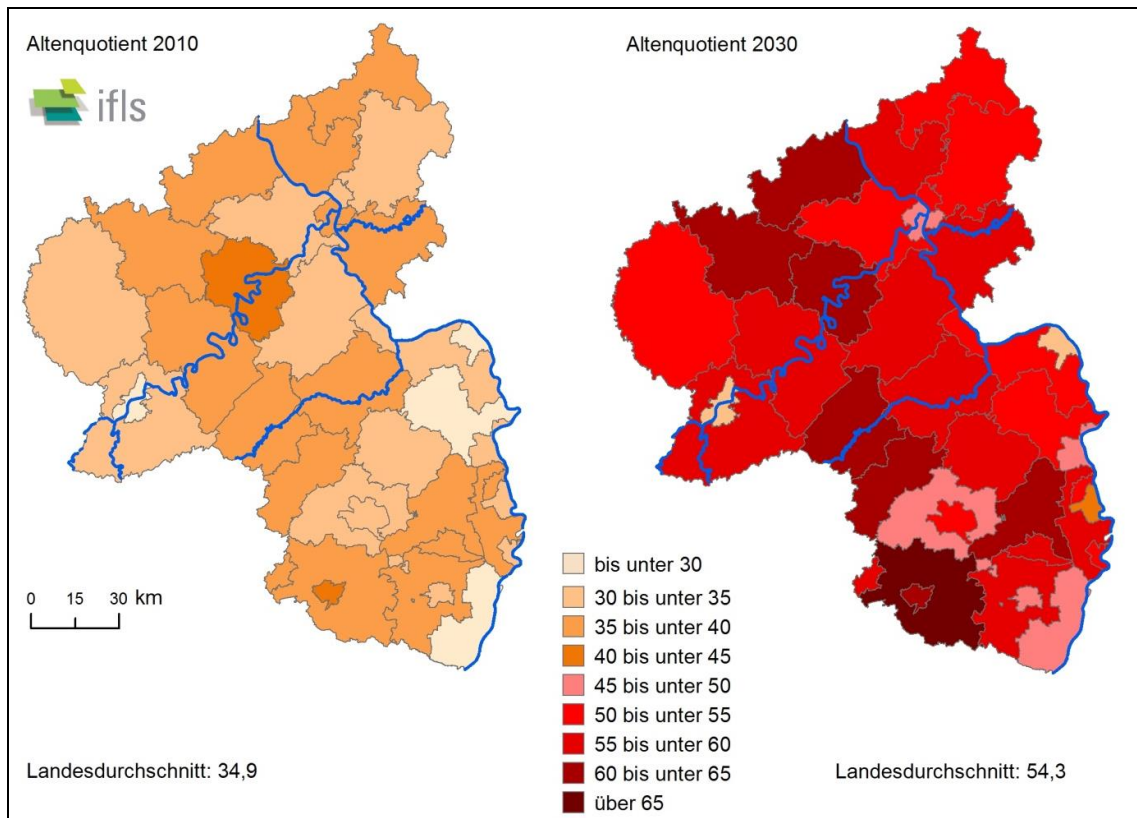 Altenquotient 2010
ifls
Altenquotient 2030
0 15 30 km
bis unter 30
30 bis unter 35
35 bis unter 40
40 bis unter 45
45 bis unter 50
50 bis unter 55
55 bis unter 60
60 bis unter 65
über 65
Landesdurchschnitt: 34,9
Landesdurchschnitt: 54,3